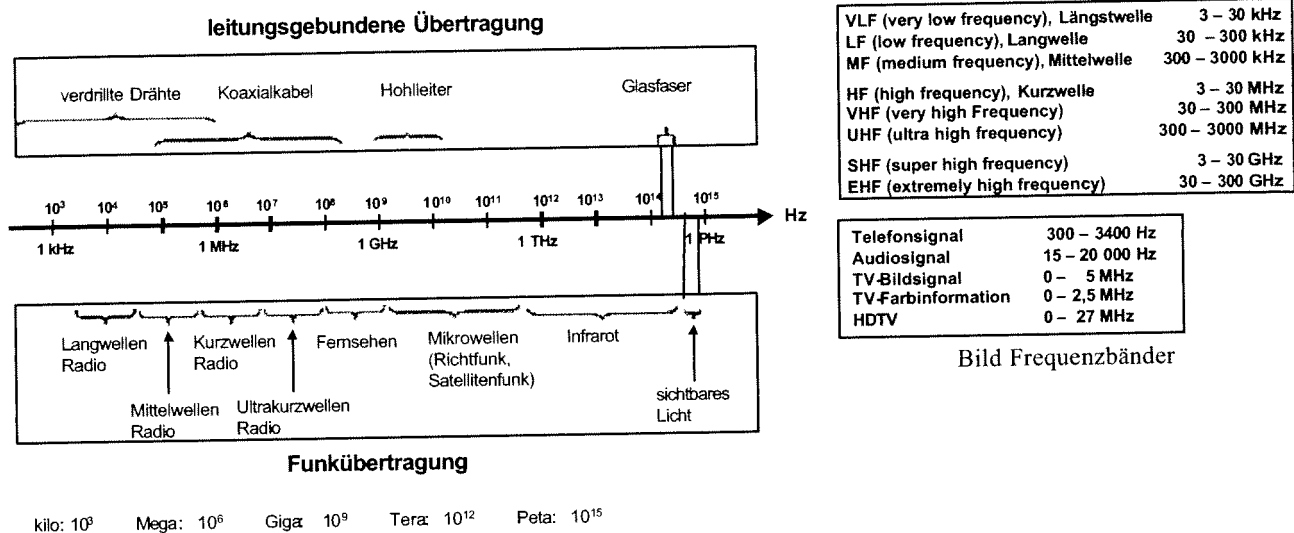 leitungsgebundene Übertragung
verdrillte Drähte Koaxialkabel Hohlleiter Glasfaser
10³ 10⁴ 10⁵ 10⁶ 10⁷ 10⁸ 10⁹ 10¹⁰ 10¹¹ 10¹² 10¹³ 10¹⁴ 10¹⁵ Hz
1 kHz 1 MHz 1 GHz 1 THz 1 PHz
Langwellen Radio
Mittelwellen Radio
Kurzwellen Radio
Ultrakurzwellen Radio
Fernsehen
Mikrowellen
(Richtfunk,
Satellitenfunk)
Infrarot
sichtbares
Licht
Funkübertragung
kilo: 10³ Mega: 10⁶ Giga: 10⁹ Tera: 10¹² Peta: 10¹⁵
VLF (very low frequency), Längstwelle 3 – 30 kHz
LF (low frequency), Langwelle 30 – 300 kHz
MF (medium frequency), Mittelwelle 300 – 3000 kHz
HF (high frequency), Kurzwelle 3 – 30 MHz
VHF (very high Frequency) 30 – 300 MHz
UHF (ultra high frequency) 300 – 3000 MHz
SHF (super high frequency) 3 – 30 GHz
EHF (extremely high frequency) 30 – 300 GHz
Telefonsignal 300 – 3400 Hz
Audiosignal 15 – 20 000 Hz
TV-Bildsignal 0 – 5 MHz
TV-Farbinformation 0 – 2,5 MHz
HDTV 0 – 27 MHz
Bild Frequenzbänder